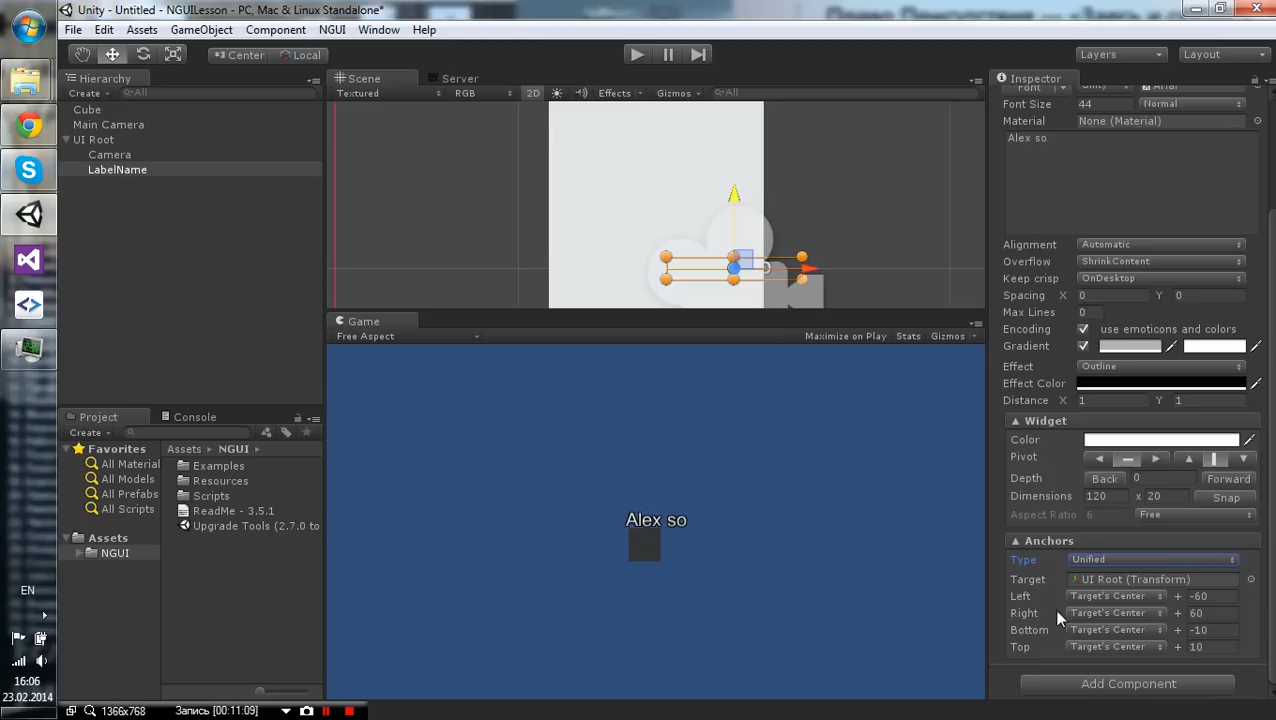 Unity - Untitled - NGUILesson - PC, Mac & Linux Standalone*
File Edit Assets GameObject Component NGUI Window Help
Center Local Layers Layout
Hierarchy
Create All
Cube
Main Camera
UI Root
Camera
LabelName
Scene Server
Textured RGB 2D Effects Gizmos All
Game
Free Aspect Maximize on Play Stats Gizmos
Alex so
Project Console
Create
Favorites
All Material
All Models
All Prefabs
All Scripts
Assets
NGUI
Assets NGUI
Examples
Resources
Scripts
ReadMe - 3.5.1
Upgrade Tools (2.7.0 to
Inspector
Font Unity Arial
Font Size 44 Normal
Material None (Material)
Alex so
Alignment Automatic
Overflow ShrinkContent
Keep crisp OnDesktop
Spacing X 0 Y 0
Max Lines 0
Encoding use emoticons and colors
Gradient
Effect Outline
Effect Color
Distance X 1 Y 1
Widget
Color
Pivot
Depth Back 0 Forward
Dimensions 120 x 20 Snap
Aspect Ratio 6 Free
Anchors
Type Unified
Target UI Root (Transform)
Left Target's Center + -60
Right Target's Center + 60
Bottom Target's Center + -10
Top Target's Center + 10
Add Component
EN
16:06
23.02.2014
1366x768 Запись [00:11:09]